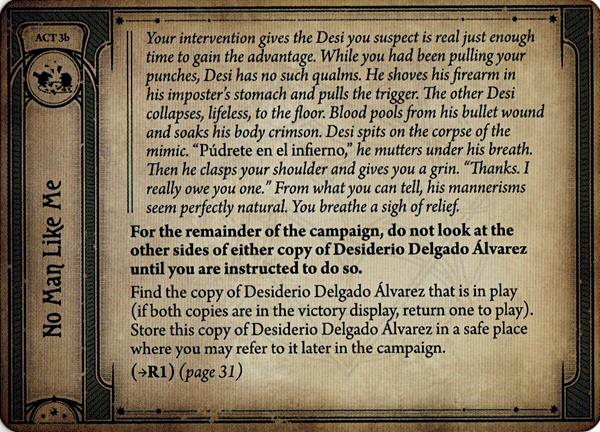 ACT 3b
No Man Like Me
Your intervention gives the Desi you suspect is real just enough
time to gain the advantage. While you had been pulling your
punches, Desi has no such qualms. He shoves his firearm in
his imposter's stomach and pulls the trigger. The other Desi
collapses, lifeless, to the floor. Blood pools from his bullet wound
and soaks his body crimson. Desi spits on the corpse of the
mimic. “Púdrete en el infierno,” he mutters under his breath.
Then he clasps your shoulder and gives you a grin. “Thanks. I
really owe you one.” From what you can tell, his mannerisms
seem perfectly natural. You breathe a sigh of relief.
For the remainder of the campaign, do not look at the
other sides of either copy of Desiderio Delgado Álvarez
until you are instructed to do so.
Find the copy of Desiderio Delgado Álvarez that is in play
(if both copies are in the victory display, return one to play).
Store this copy of Desiderio Delgado Álvarez in a safe place
where you may refer to it later in the campaign.
(→R1) (page 31)